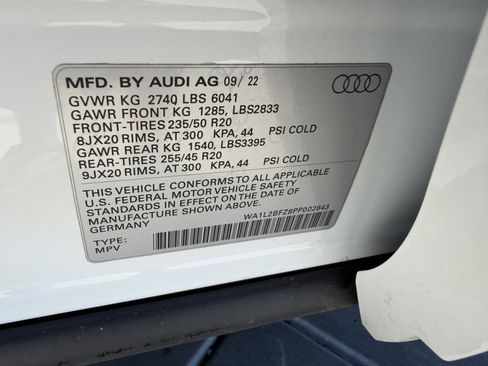 MFD. BY AUDI AG 09/ 22
GVWR KG 2740 LBS 6041
GAWR FRONT KG 1285, LBS2833
FRONT-TIRES 235/50 R20
8JX20 RIMS, AT 300 KPA, 44 PSI COLD
GAWR REAR KG 1540, LBS3395
REAR-TIRES 255/45 R20
9JX20 RIMS, AT 300 KPA, 44 PSI COLD
THIS VEHICLE CONFORMS TO ALL APPLICABLE
U.S. FEDERAL MOTOR VEHICLE SAFETY
STANDARDS IN EFFECT ON THE DATE OF
MANUFACTURE SHOWN ABOVE.
GERMANY
WA1L2BFZ8PP002843
TYPE:
MPV